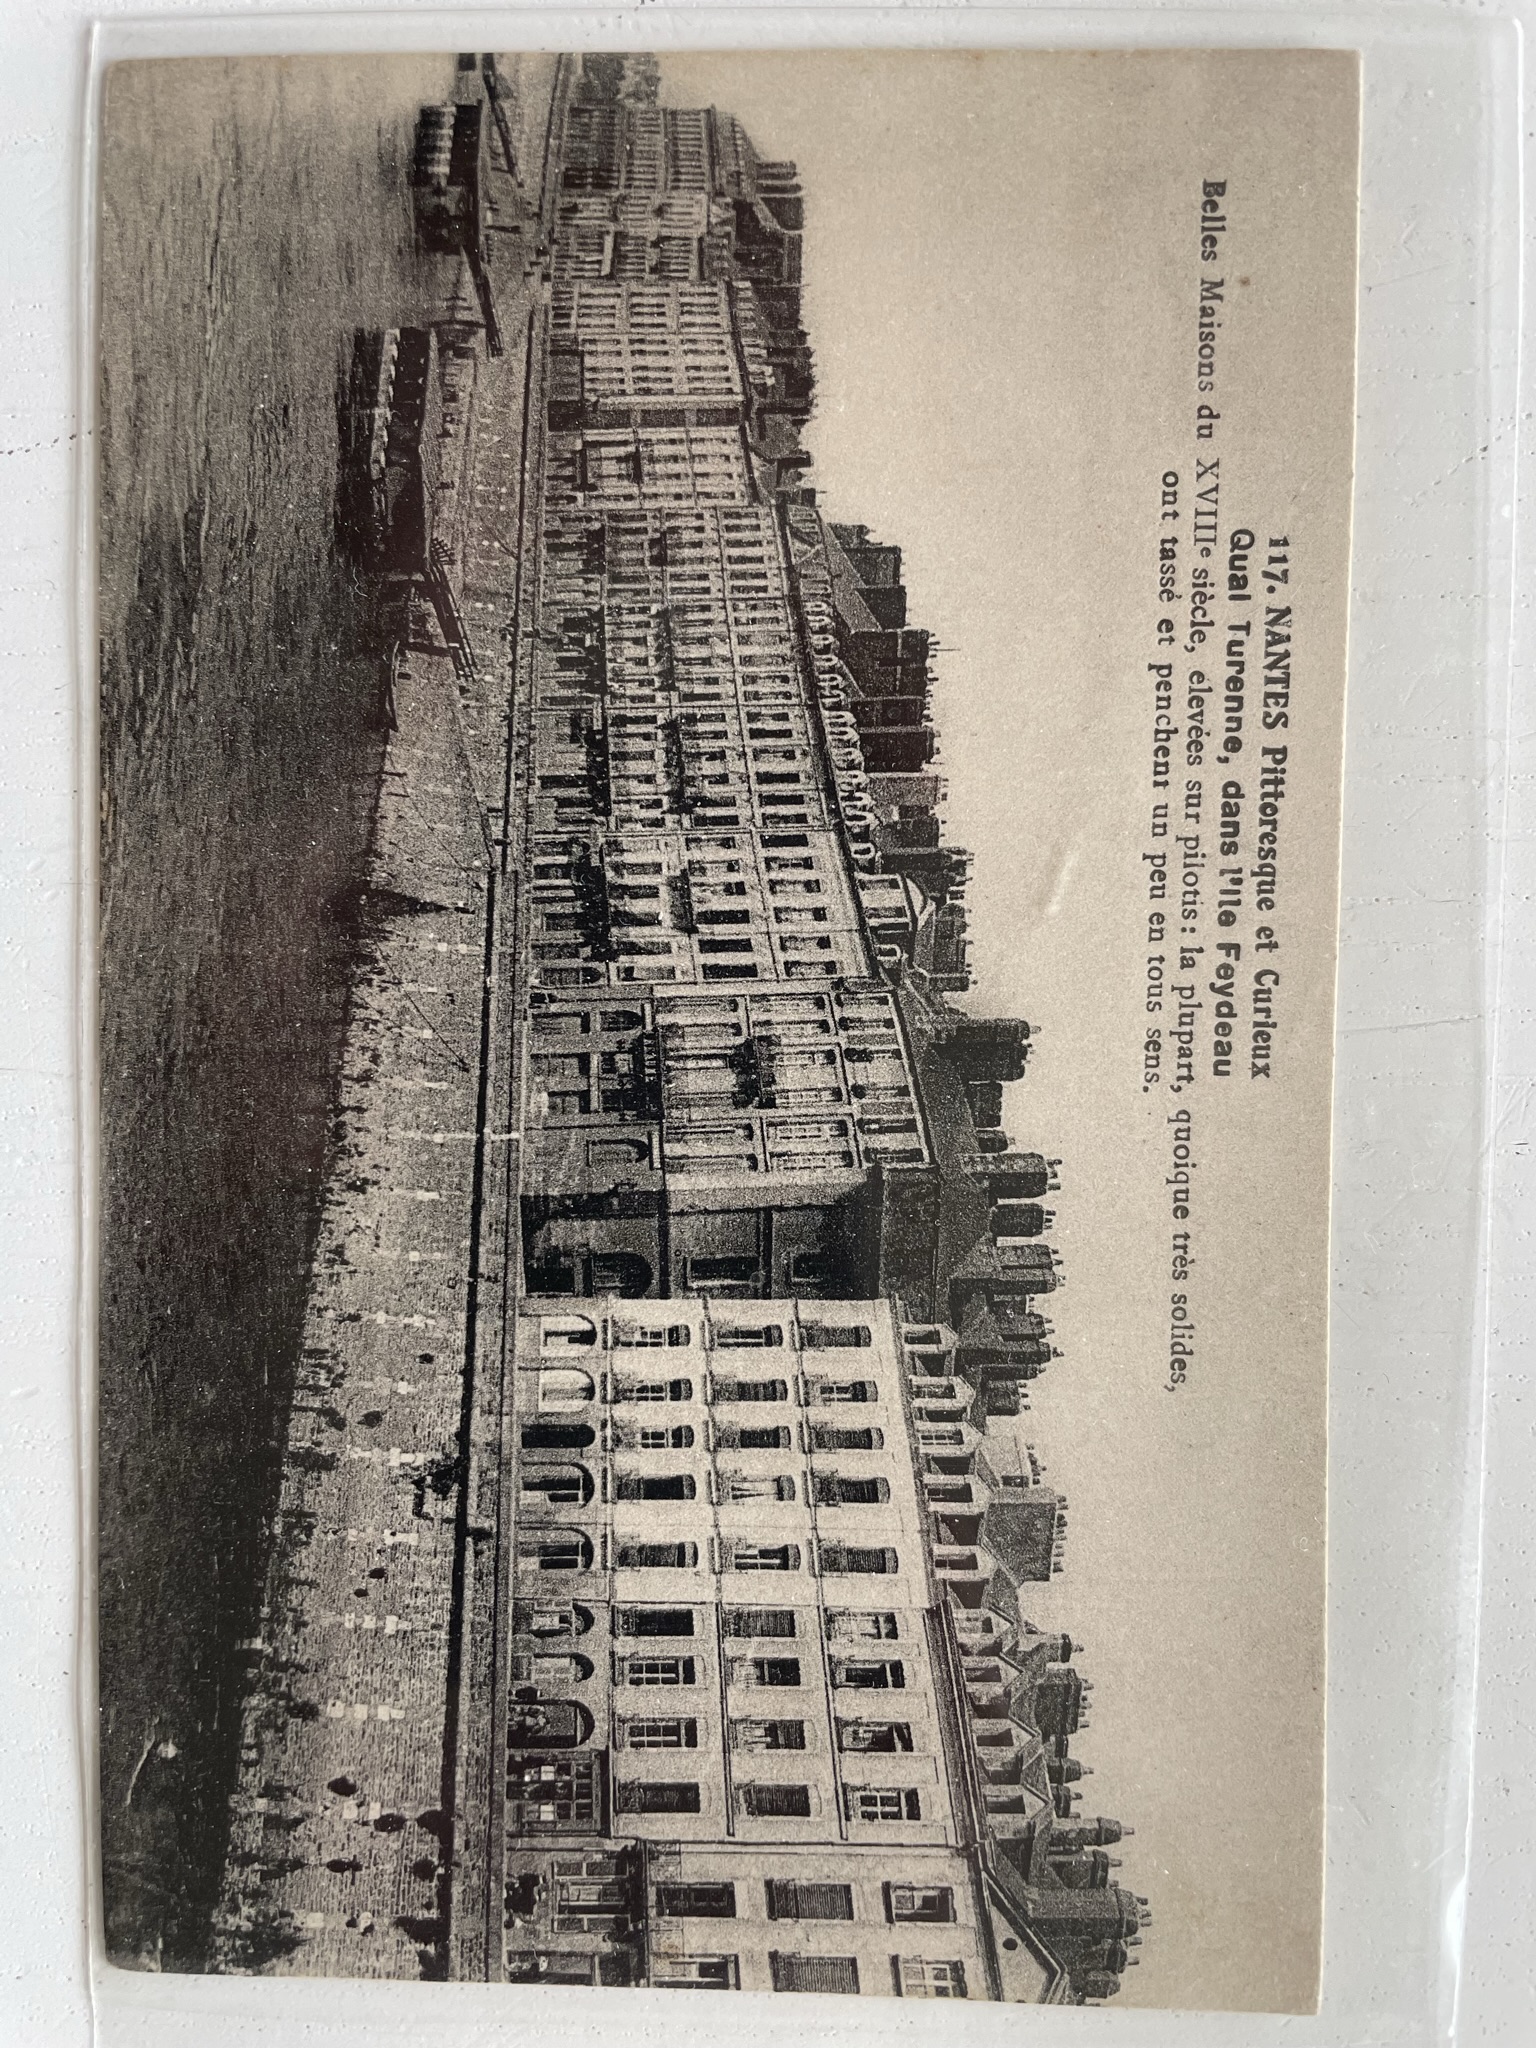 117. NANTES Pittoresque et Curieux
Quai Turenne, dans l'Ile Feydeau
Belles Maisons du XVIIIe siècle, élevées sur pilotis : la plupart, quoique très solides,
ont tassé et penchent un peu en tous sens.